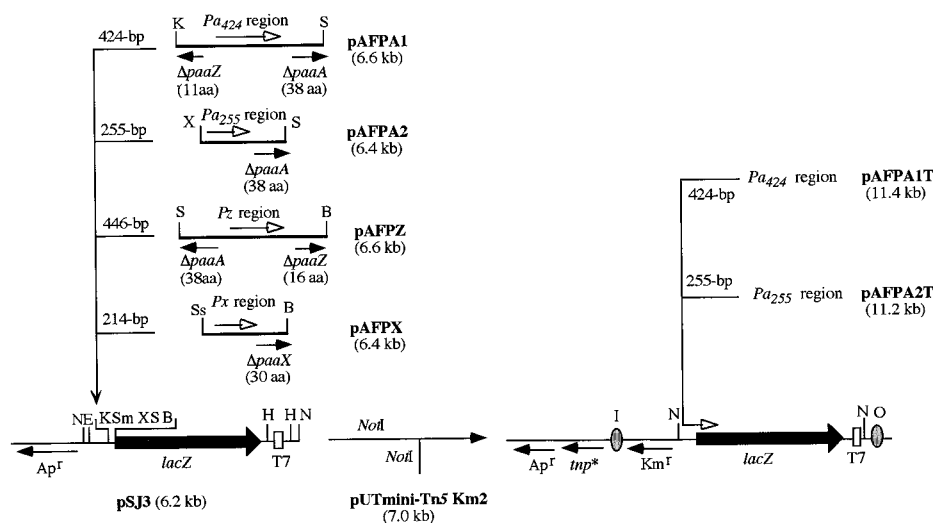 K Pa424 region S pAFPA1
424-bp (6.6 kb)
ΔpaaZ ΔpaaA
(11aa) (38 aa)
X Pa255 region S pAFPA2
255-bp (6.4 kb)
ΔpaaA
(38 aa)
Pa424 region pAFPA1T
(11.4 kb)
424-bp
S Pz region B pAFPZ
446-bp (6.6 kb)
ΔpaaA ΔpaaZ
(38aa) (16 aa)
255-bp
Pa255 region pAFPA2T
(11.2 kb)
Ss Px region B pAFPX
214-bp (6.4 kb)
ΔpaaX
(30 aa)
NE KSm XS B H H N
Apr lacZ T7
pSJ3 (6.2 kb)
NotI
NotI
pUTmini-Tn5 Km2
(7.0 kb)
I N N O
Apr tnp* Kmr lacZ T7